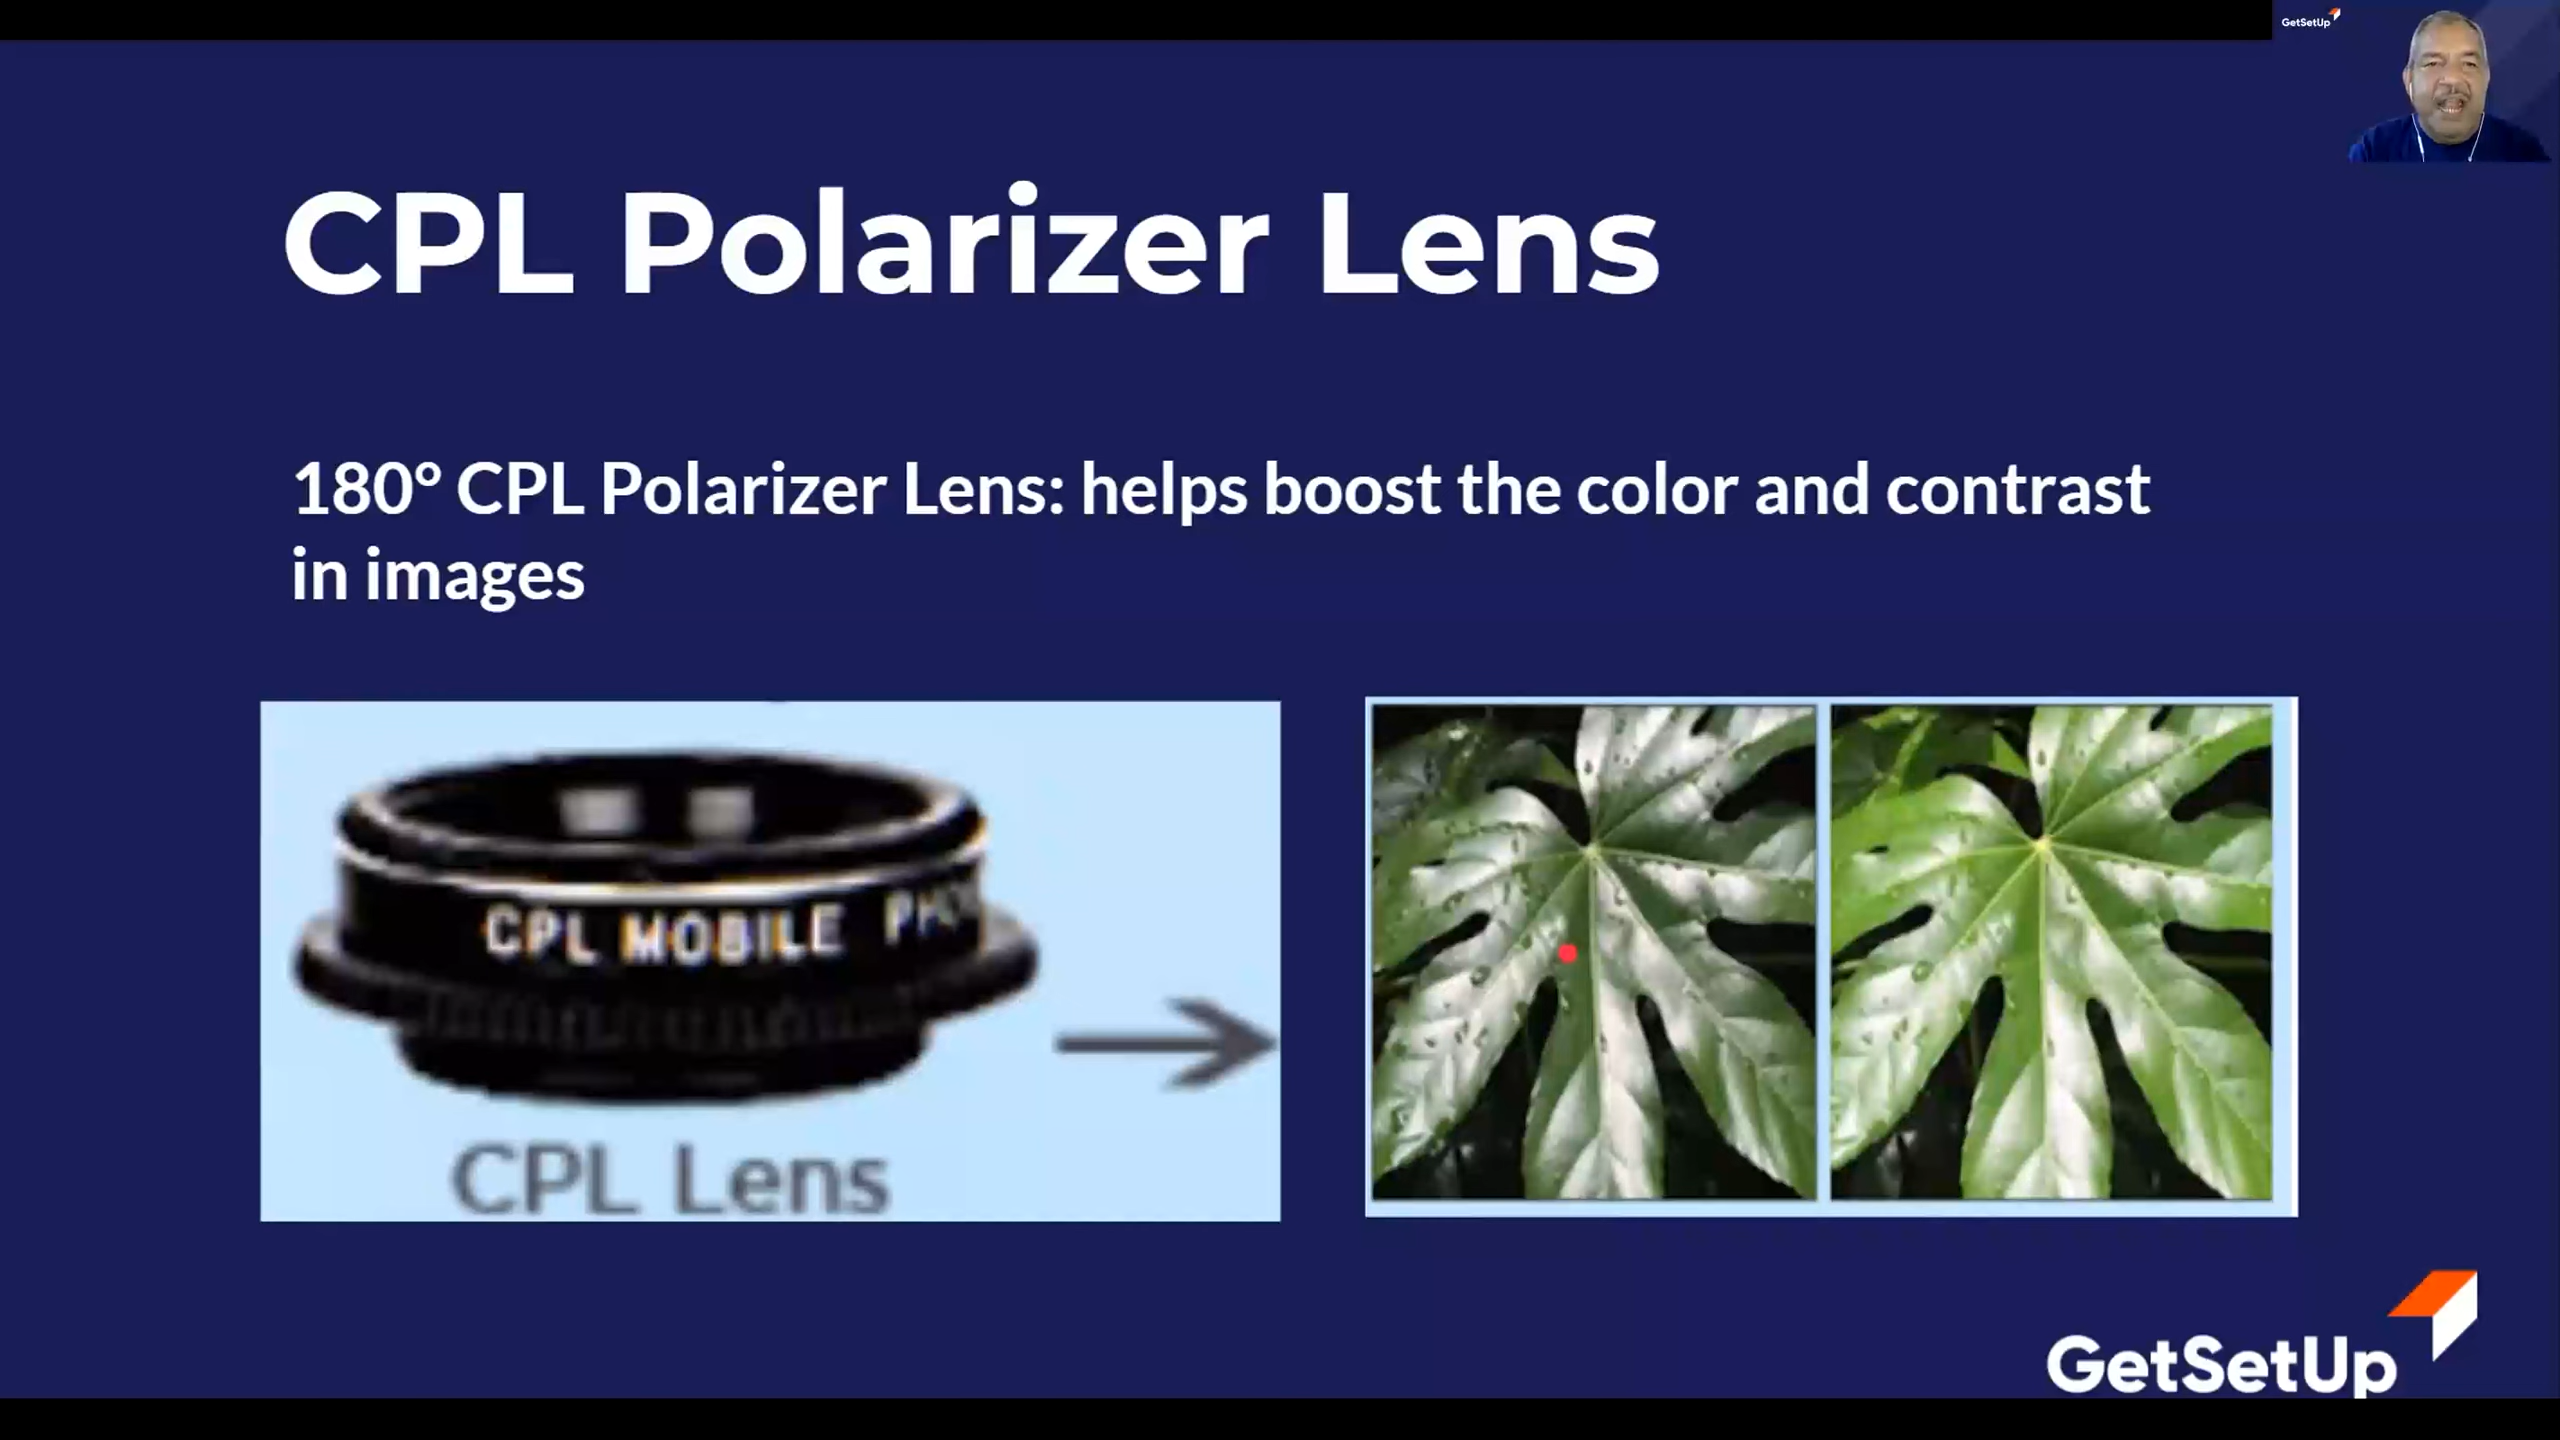 GetSetUp
CPL Polarizer Lens
180° CPL Polarizer Lens: helps boost the color and contrast
in images
CPL MOBILE
CPL Lens
GetSetUp